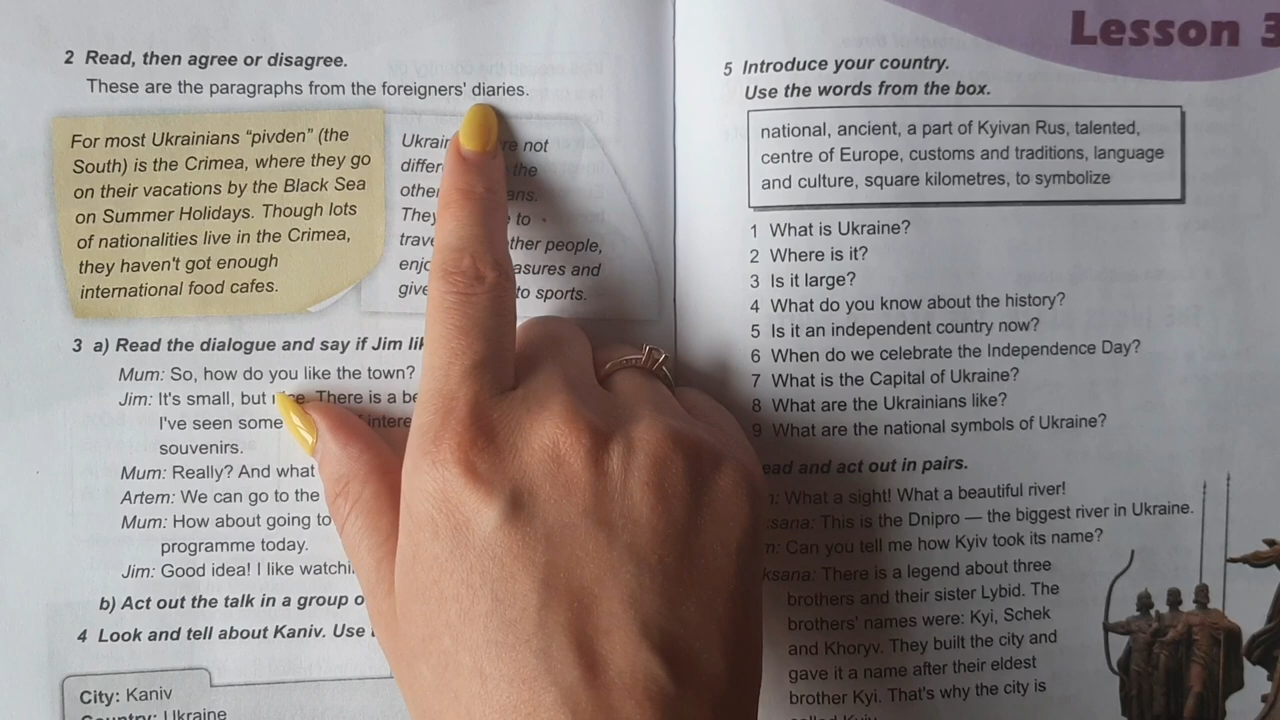 2 Read, then agree or disagree.
These are the paragraphs from the foreigners' diaries.
For most Ukrainians “pivden” (the
South) is the Crimea, where they go
on their vacations by the Black Sea
on Summer Holidays. Though lots
of nationalities live in the Crimea,
they haven't got enough
international food cafes.
not
the
They to
other people,
and
to sports.
3 a) Read the dialogue and say if Jim
Mum: So, how do you like the town?
Jim: It's small, but There is a
I've seen some
souvenirs.
Mum: Really? And what
Artem: We can go to the
Mum: How about going to
programme today.
Jim: Good idea! I like
b) Act out the talk in a group
4 Look and tell about Kaniv. Use
City: Kaniv
Country: Ukraine
Lesson 3
5 Introduce your country.
Use the words from the box.
national, ancient, a part of Kyivan Rus, talented,
centre of Europe, customs and traditions, language
and culture, square kilometres, to symbolize
1 What is Ukraine?
2 Where is it?
3 Is it large?
4 What do you know about the history?
5 Is it an independent country now?
6 When do we celebrate the Independence Day?
7 What is the Capital of Ukraine?
8 What are the Ukrainians like?
9 What are the national symbols of Ukraine?
and act out in pairs.
What a sight! What a beautiful river!
This is the Dnipro — the biggest river in Ukraine.
Can you tell me how Kyiv took its name?
There is a legend about three
brothers and their sister Lybid. The
brothers' names were: Kyi, Schek
and Khoryv. They built the city and
gave it a name after their eldest
brother Kyi. That's why the city is
called Kyiv